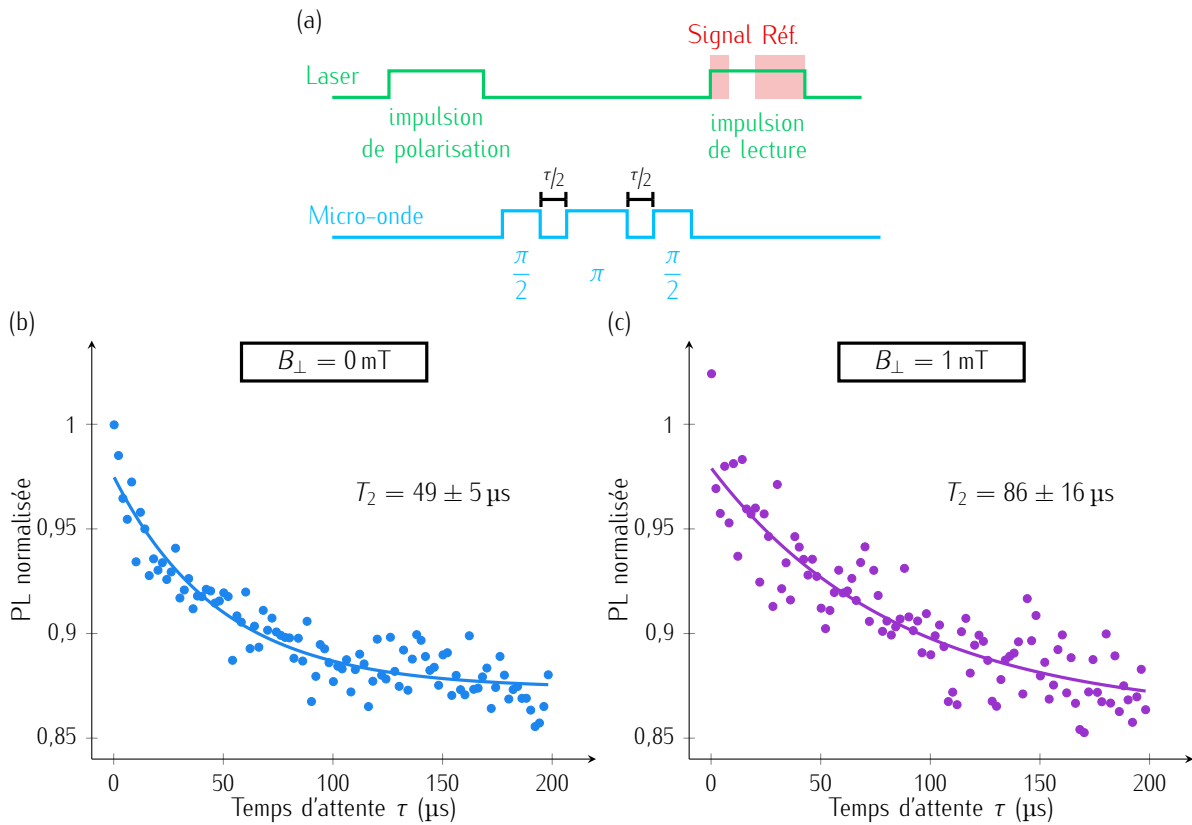 (a)
Signal Réf.
Laser
impulsion
de polarisation
impulsion
de lecture
τ/2
τ/2
Micro-onde
π/2
π
π/2
(b)
B⊥ = 0 mT
1
T₂ = 49 ± 5 µs
0,95
0,9
0,85
PL normalisée
0
50
100
150
200
Temps d'attente τ (µs)
(c)
B⊥ = 1 mT
1
T₂ = 86 ± 16 µs
0,95
0,9
0,85
PL normalisée
0
50
100
150
200
Temps d'attente τ (µs)